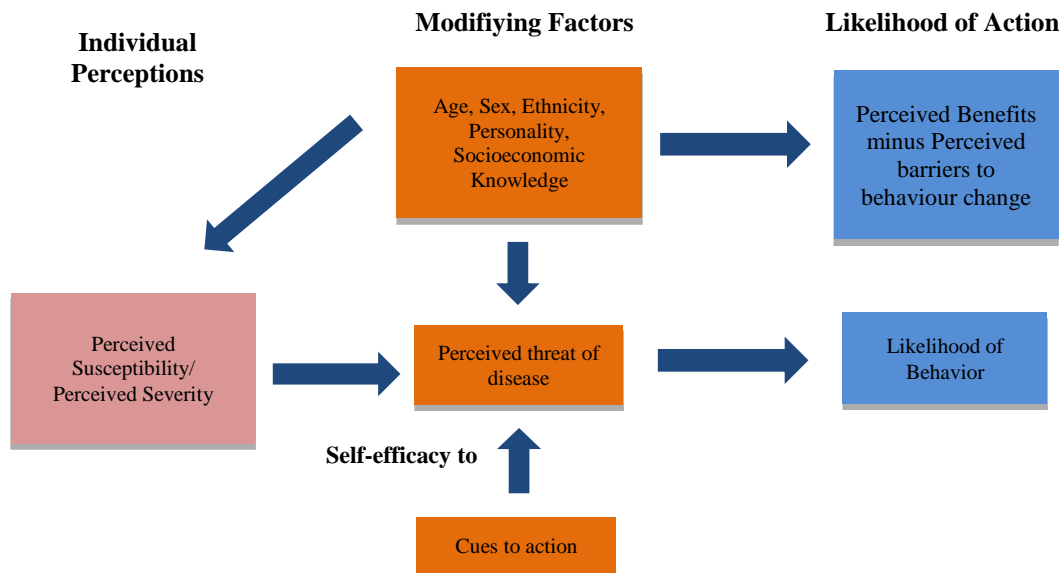 Individual
Perceptions
Modifiying Factors
Likelihood of Action
Age, Sex, Ethnicity,
Personality,
Socioeconomic
Knowledge
Perceived Benefits
minus Perceived
barriers to
behaviour change
Perceived
Susceptibility/
Perceived Severity
Perceived threat of
disease
Likelihood of
Behavior
Self-efficacy to
Cues to action